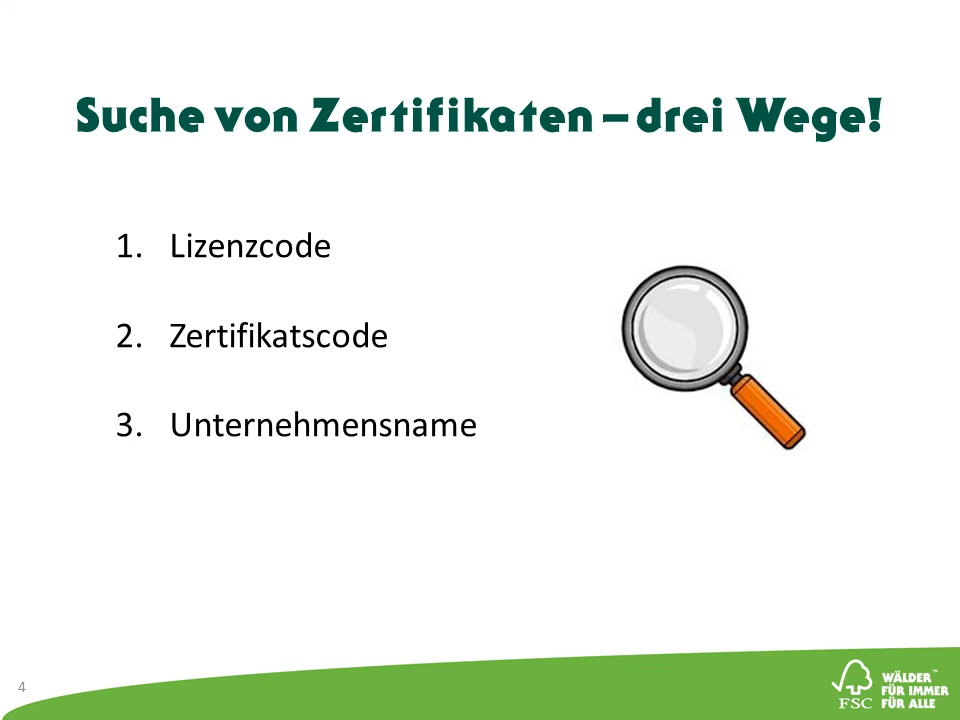 Suche von Zertifikaten – drei Wege!
1. Lizenzcode
2. Zertifikatscode
3. Unternehmensname
4
FSC
WÄLDER™
FÜR IMMER
FÜR ALLE